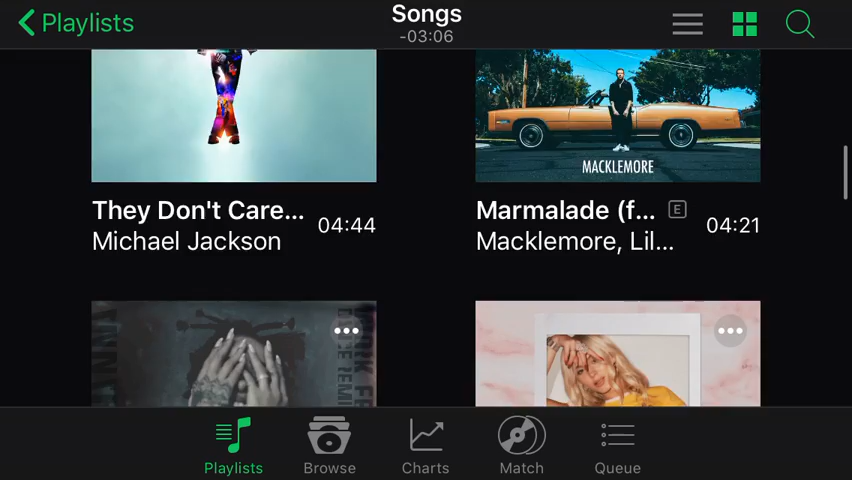 Playlists
Songs
-03:06
MACKLEMORE
They Don't Care...
04:44
Michael Jackson
Marmalade (f...
E
04:21
Macklemore, Lil...
Playlists
Browse
Charts
Match
Queue